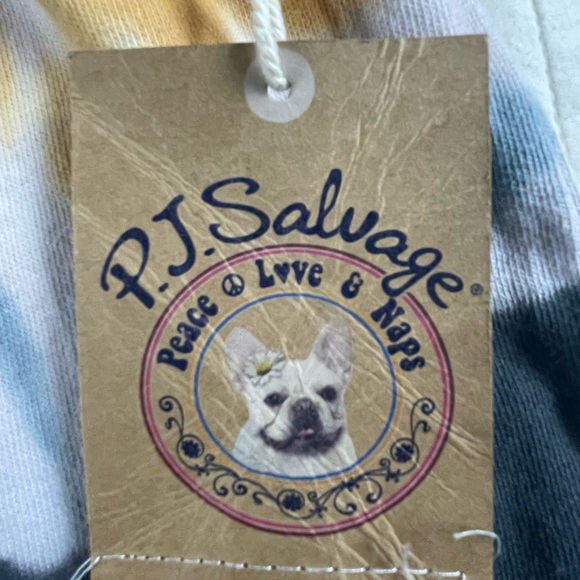 P.J. Salvage®
Peace ☮ Love & Naps